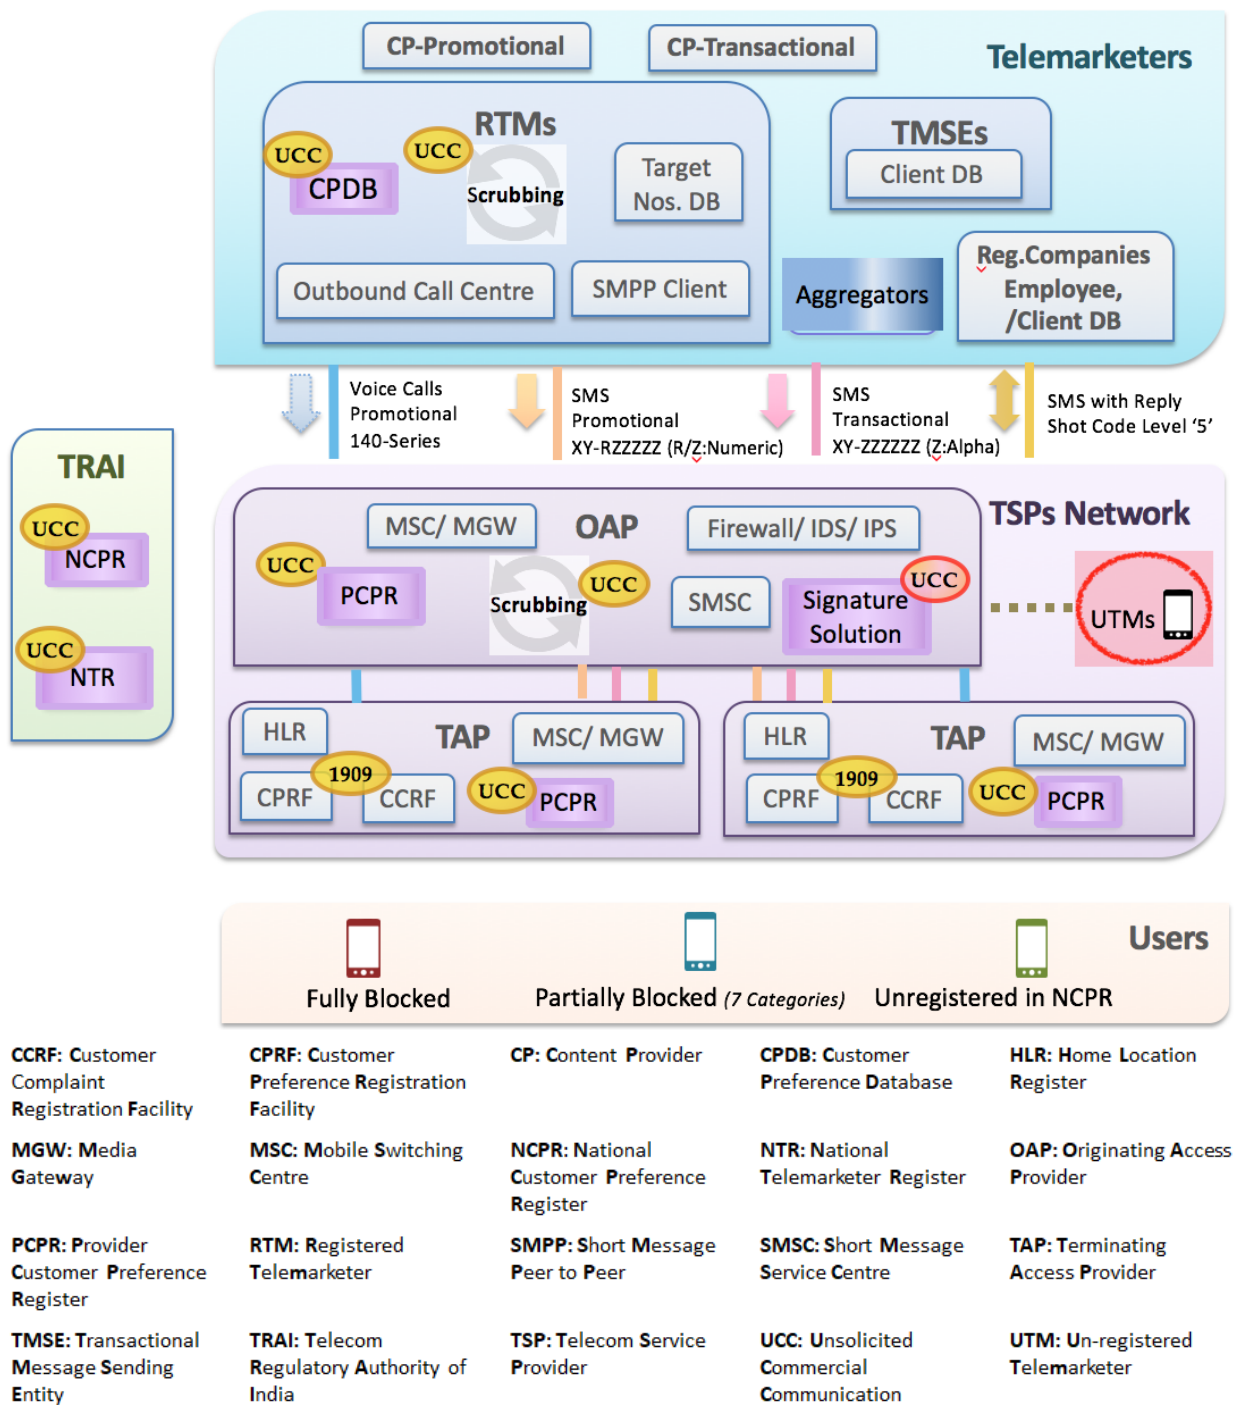 CP-Promotional
CP-Transactional
Telemarketers
RTMs
UCC
CPDB
UCC
Scrubbing
Target
Nos. DB
TMSEs
Client DB
Outbound Call Centre
SMPP Client
Aggregators
Reg.Companies
Employee,
/Client DB
Voice Calls
Promotional
140-Series
SMS
Promotional
XY-RZZZZZ (R/Z:Numeric)
SMS
Transactional
XY-ZZZZZZ (Z:Alpha)
SMS with Reply
Shot Code Level ‘5’
TRAI
UCC
NCPR
UCC
NTR
TSPs Network
MSC/ MGW
OAP
Firewall/ IDS/ IPS
UCC
PCPR
Scrubbing
UCC
SMSC
Signature
Solution
UCC
UTMs
HLR
TAP
MSC/ MGW
1909
CPRF
CCRF
UCC
PCPR
HLR
TAP
MSC/ MGW
1909
CPRF
CCRF
UCC
PCPR
Users
Fully Blocked
Partially Blocked (7 Categories)
Unregistered in NCPR
CCRF: Customer
Complaint
Registration Facility
CPRF: Customer
Preference Registration
Facility
CP: Content Provider
CPDB: Customer
Preference Database
HLR: Home Location
Register
MGW: Media
Gateway
MSC: Mobile Switching
Centre
NCPR: National
Customer Preference
Register
NTR: National
Telemarketer Register
OAP: Originating Access
Provider
PCPR: Provider
Customer Preference
Register
RTM: Registered
Telemarketer
SMPP: Short Message
Peer to Peer
SMSC: Short Message
Service Centre
TAP: Terminating
Access Provider
TMSE: Transactional
Message Sending
Entity
TRAI: Telecom
Regulatory Authority of
India
TSP: Telecom Service
Provider
UCC: Unsolicited
Commercial
Communication
UTM: Un-registered
Telemarketer